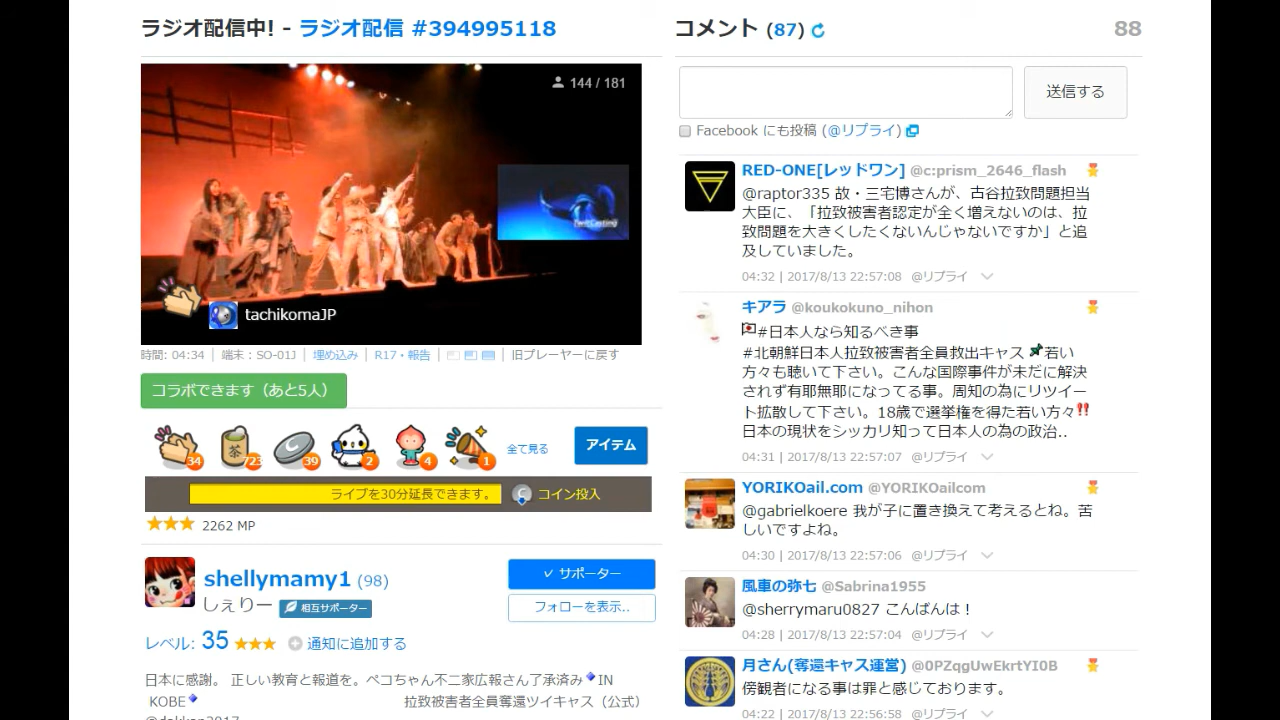 ラジオ配信中! - ラジオ配信 #394995118
144 / 181
TwitCasting
tachikomaJP
時間: 04:34 | 端末：SO-01J | 埋め込み | R17・報告 | 旧プレーヤーに戻す
コラボできます（あと5人）
34 茶 723 39 2 4 1 全て見る アイテム
ライブを30分延長できます。 C コイン投入
2262 MP
shellymamy1 (98)
✓ サポーター
しぇりー 相互サポーター
フォローを表示..
レベル: 35 通知に追加する
日本に感謝。 正しい教育と報道を。ペコちゃん不二家広報さん了承済み🔹IN
KOBE🔹 拉致被害者全員奪還ツイキャス（公式）
コメント (87) 88
送信する
Facebook にも投稿 (@リプライ)
RED-ONE[レッドワン] @c:prism_2646_flash
@raptor335 故・三宅博さんが、古谷拉致問題担当
大臣に、「拉致被害者認定が全く増えないのは、拉
致問題を大きくしたくないんじゃないですか」と追
及していました。
04:32 | 2017/8/13 22:57:08 @リプライ
キアラ @koukokuno_nihon
🇯🇵#日本人なら知るべき事
#北朝鮮日本人拉致被害者全員救出キャス 📌若い
方々も聴いて下さい。こんな国際事件が未だに解決
されず有耶無耶になってる事。周知の為にリツイー
ト拡散して下さい。18歳で選挙権を得た若い方々‼
日本の現状をシッカリ知って日本人の為の政治..
04:31 | 2017/8/13 22:57:07 @リプライ
YORIKOail.com @YORIKOailcom
@gabrielkoere 我が子に置き換えて考えるとね。苦
しいですよね。
04:30 | 2017/8/13 22:57:06 @リプライ
風車の弥七 @Sabrina1955
@sherrymaru0827 こんばんは！
04:28 | 2017/8/13 22:57:04 @リプライ
月さん(奪還キャス運営) @0PZqgUwEkrtYI0B
傍観者になる事は罪と感じております。
04:22 | 2017/8/13 22:56:58 @リプライ